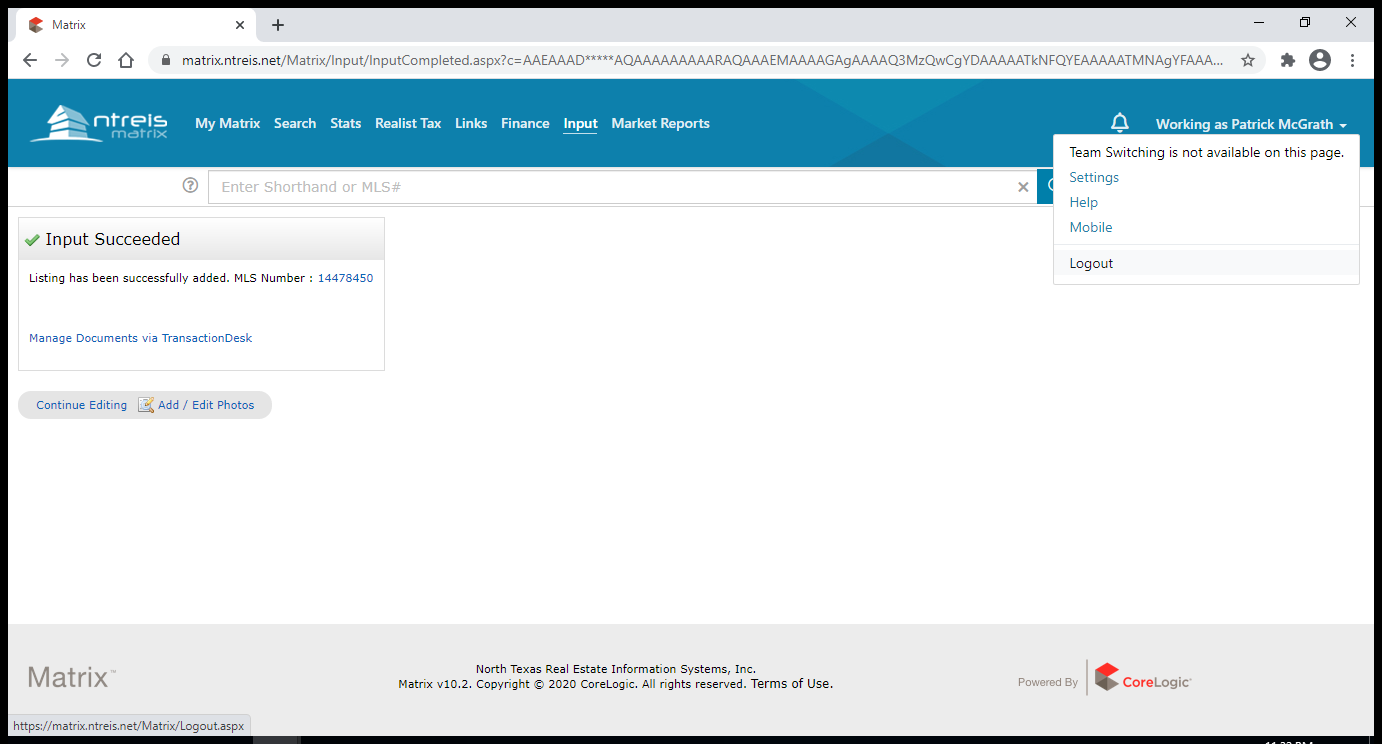 Matrix
matrix.ntreis.net/Matrix/Input/InputCompleted.aspx?c=AAEAAAD*****AQAAAAAAAAARAQAAAEMAAAAGAgAAAAQ3MzQwCgYDAAAAATkNFQYEAAAAATMNAgYFAAA...
ntreis
matrix
My Matrix Search Stats Realist Tax Links Finance Input Market Reports
Working as Patrick McGrath
Team Switching is not available on this page.
Settings
Help
Mobile
Logout
Enter Shorthand or MLS#
Input Succeeded
Listing has been successfully added. MLS Number : 14478450
Manage Documents via TransactionDesk
Continue Editing Add / Edit Photos
Matrix™
North Texas Real Estate Information Systems, Inc.
Matrix v10.2. Copyright © 2020 CoreLogic. All rights reserved. Terms of Use.
Powered By CoreLogic
https://matrix.ntreis.net/Matrix/Logout.aspx